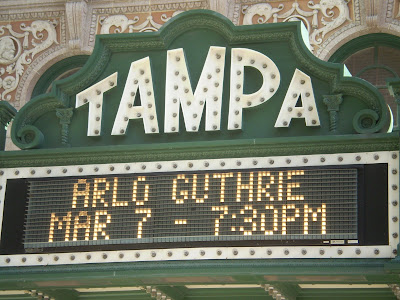 TAMPA
ARLO GUTHRIE
MAR 7 - 7:30PM